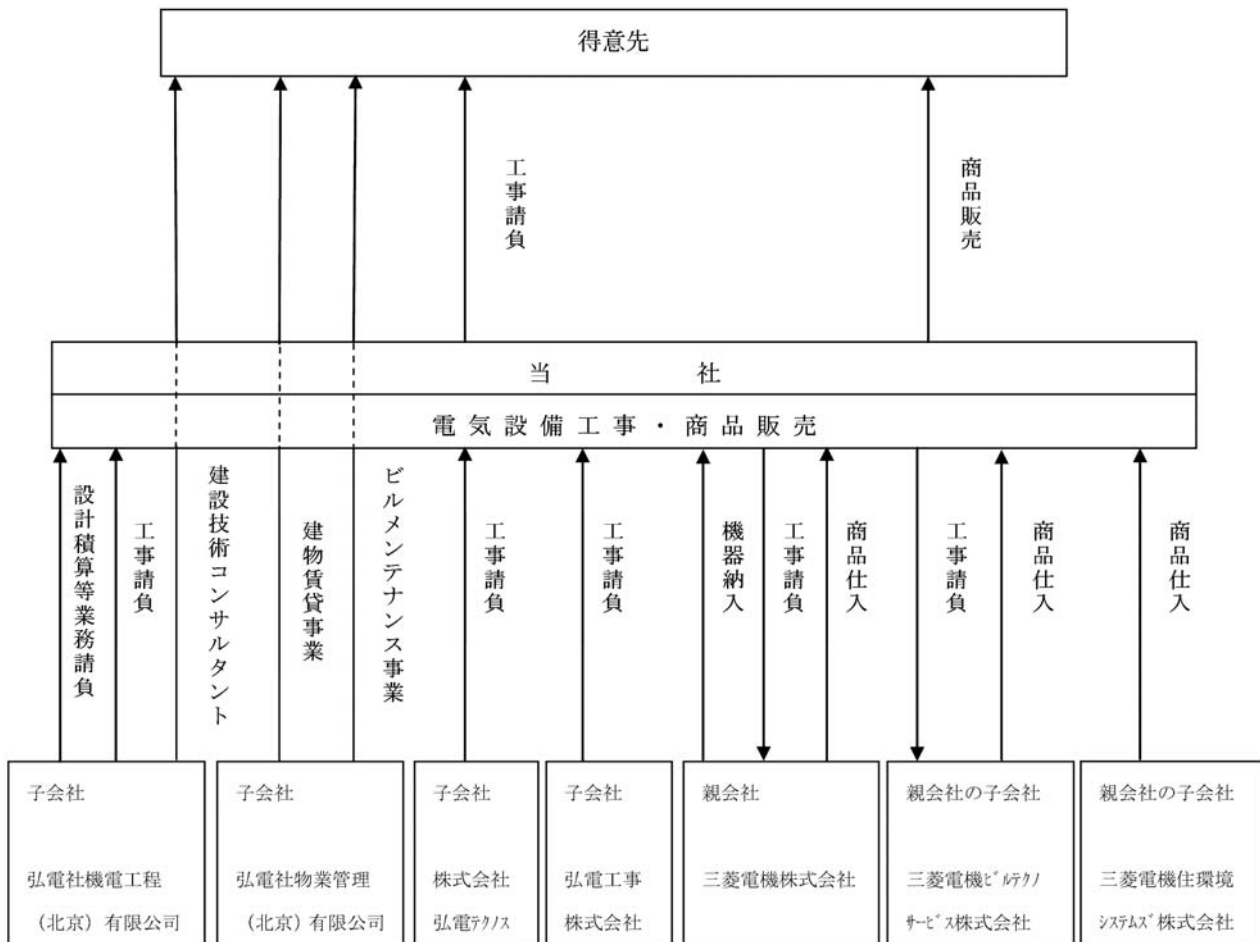 得意先
工事請負
商品販売
当 社
電気設備工事・商品販売
設計積算等業務請負
工事請負
建設技術コンサルタント
建物賃貸事業
ビルメンテナンス事業
工事請負
工事請負
機器納入
工事請負
商品仕入
工事請負
商品仕入
商品仕入
子会社
弘電社機電工程
（北京）有限公司
子会社
弘電社物業管理
（北京）有限公司
子会社
株式会社
弘電ﾃｸﾉｽ
子会社
弘電工事
株式会社
親会社
三菱電機株式会社
親会社の子会社
三菱電機ﾋﾞﾙﾃｸﾉ
ｻｰﾋﾞｽ株式会社
親会社の子会社
三菱電機住環境
ｼｽﾃﾑｽﾞ株式会社